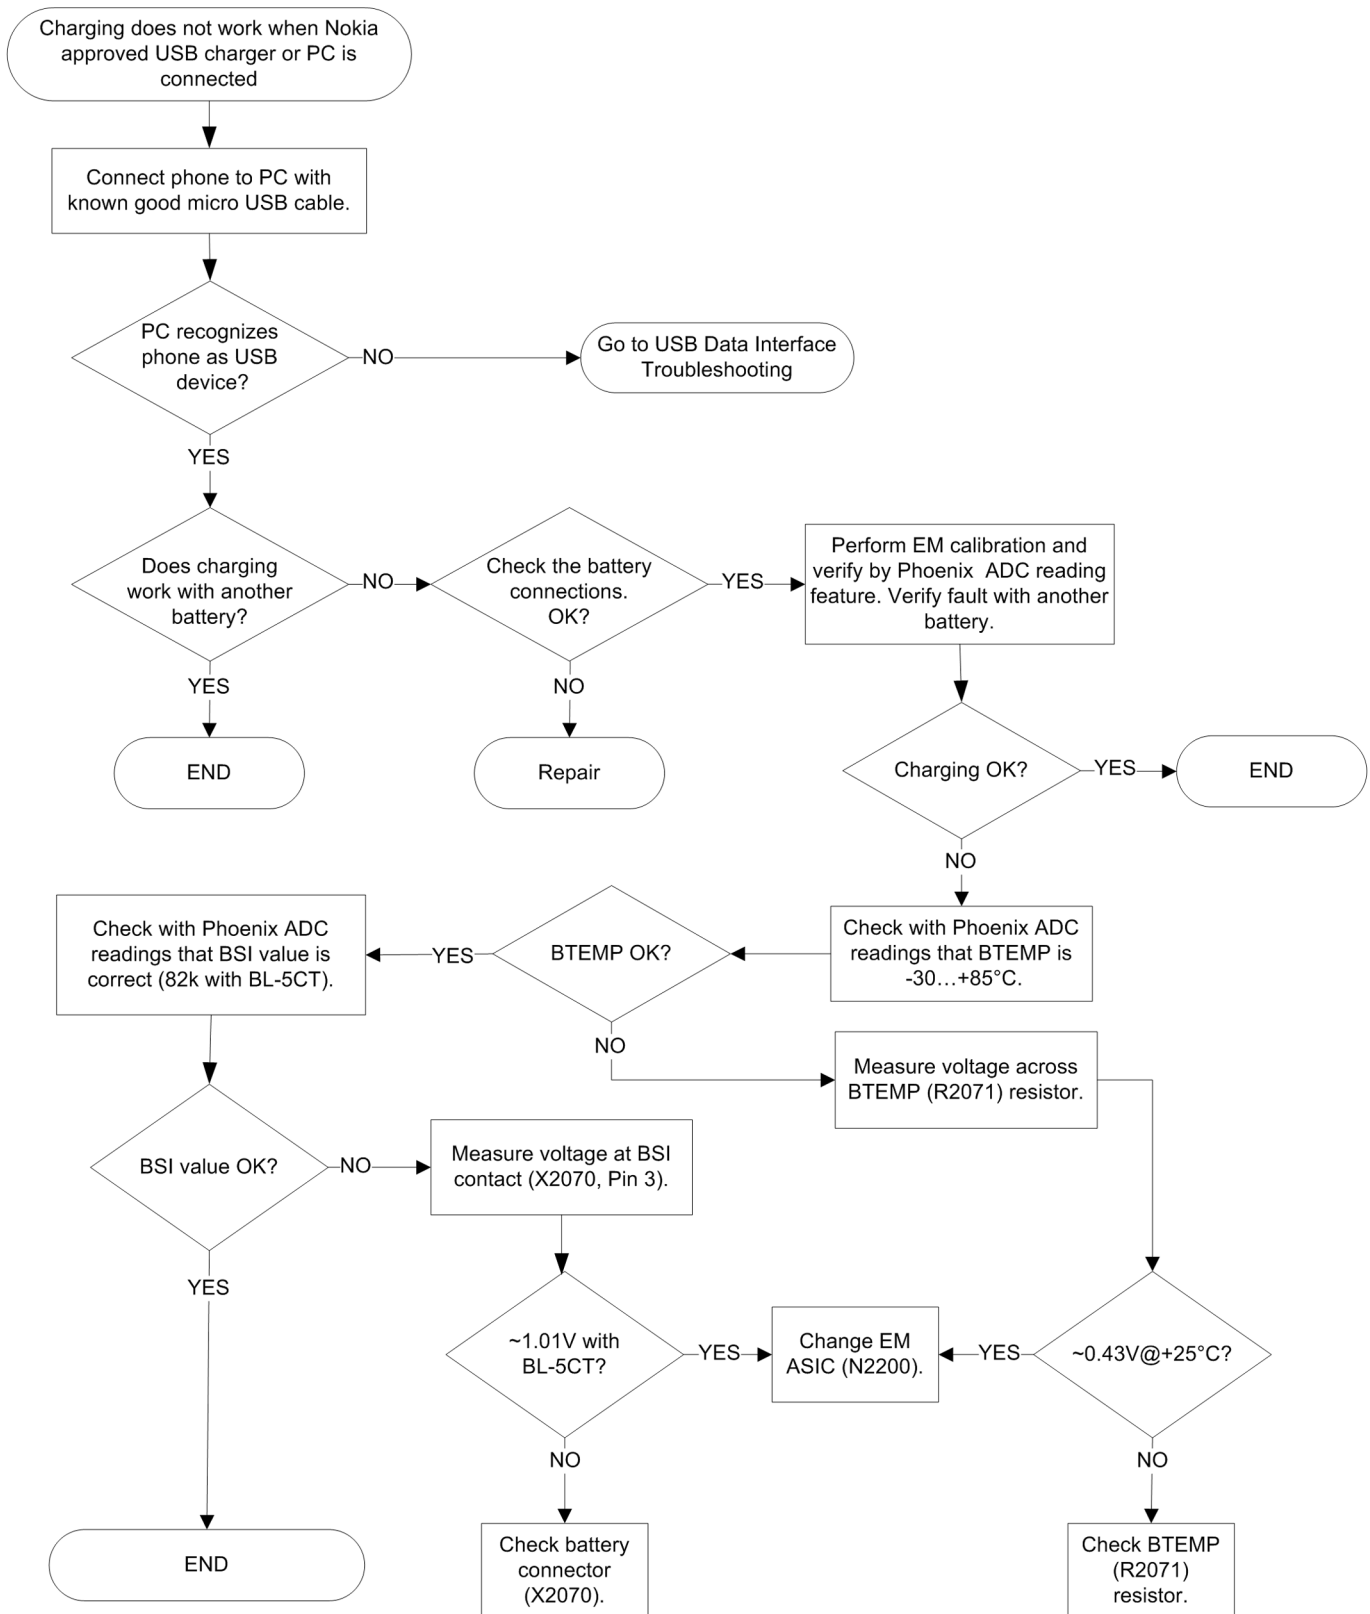 Charging does not work when Nokia
approved USB charger or PC is
connected
Connect phone to PC with
known good micro USB cable.
PC recognizes
phone as USB
device?
NO
Go to USB Data Interface
Troubleshooting
YES
Does charging
work with another
battery?
NO
Check the battery
connections.
OK?
YES
Perform EM calibration and
verify by Phoenix  ADC reading
feature. Verify fault with another
battery.
YES
NO
END
Repair
Charging OK?
YES
END
NO
Check with Phoenix ADC
readings that BTEMP is
-30…+85°C.
BTEMP OK?
YES
Check with Phoenix ADC
readings that BSI value is
correct (82k with BL-5CT).
NO
Measure voltage across
BTEMP (R2071) resistor.
BSI value OK?
NO
Measure voltage at BSI
contact (X2070, Pin 3).
YES
~1.01V with
BL-5CT?
YES
Change EM
ASIC (N2200).
YES
~0.43V@+25°C?
NO
NO
END
Check battery
connector
(X2070).
Check BTEMP
(R2071)
resistor.